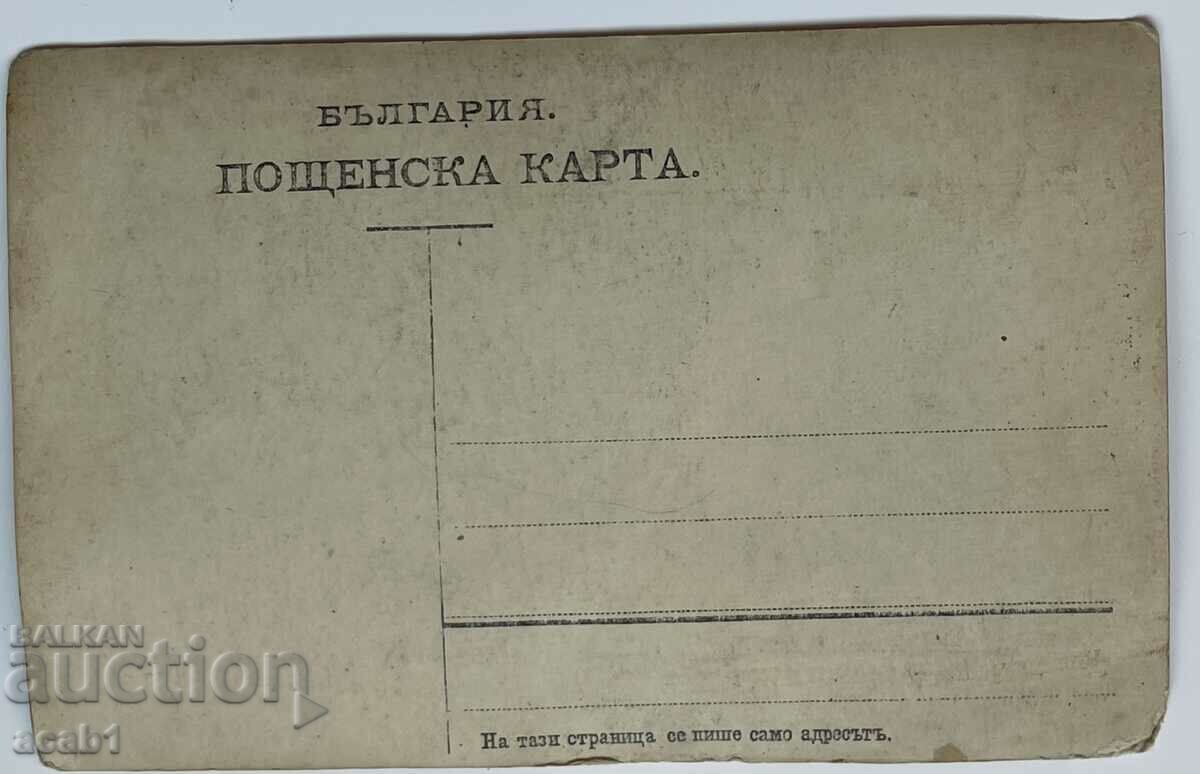 БЪЛГАРИЯ.
ПОЩЕНСКА КАРТА.
На тази страница се пише само адресътъ.
BALKAN
auction
acab1